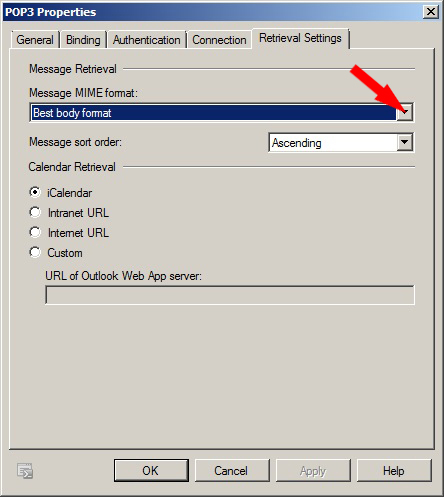 POP3 Properties
General Binding Authentication Connection Retrieval Settings
Message Retrieval
Message MIME format:
Best body format
Message sort order: Ascending
Calendar Retrieval
iCalendar
Intranet URL
Internet URL
Custom
URL of Outlook Web App server:
OK Cancel Apply Help